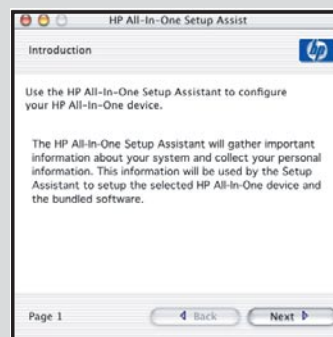 HP All-In-One Setup Assist
Introduction
hp
Use the HP All-In-One Setup Assistant to configure
your HP All-In-One device.
The HP All-In-One Setup Assistant will gather important
information about your system and collect your personal
information. This information will be used by the Setup
Assistant to setup the selected HP All-In-One device and
the bundled software.
Page 1
Back
Next